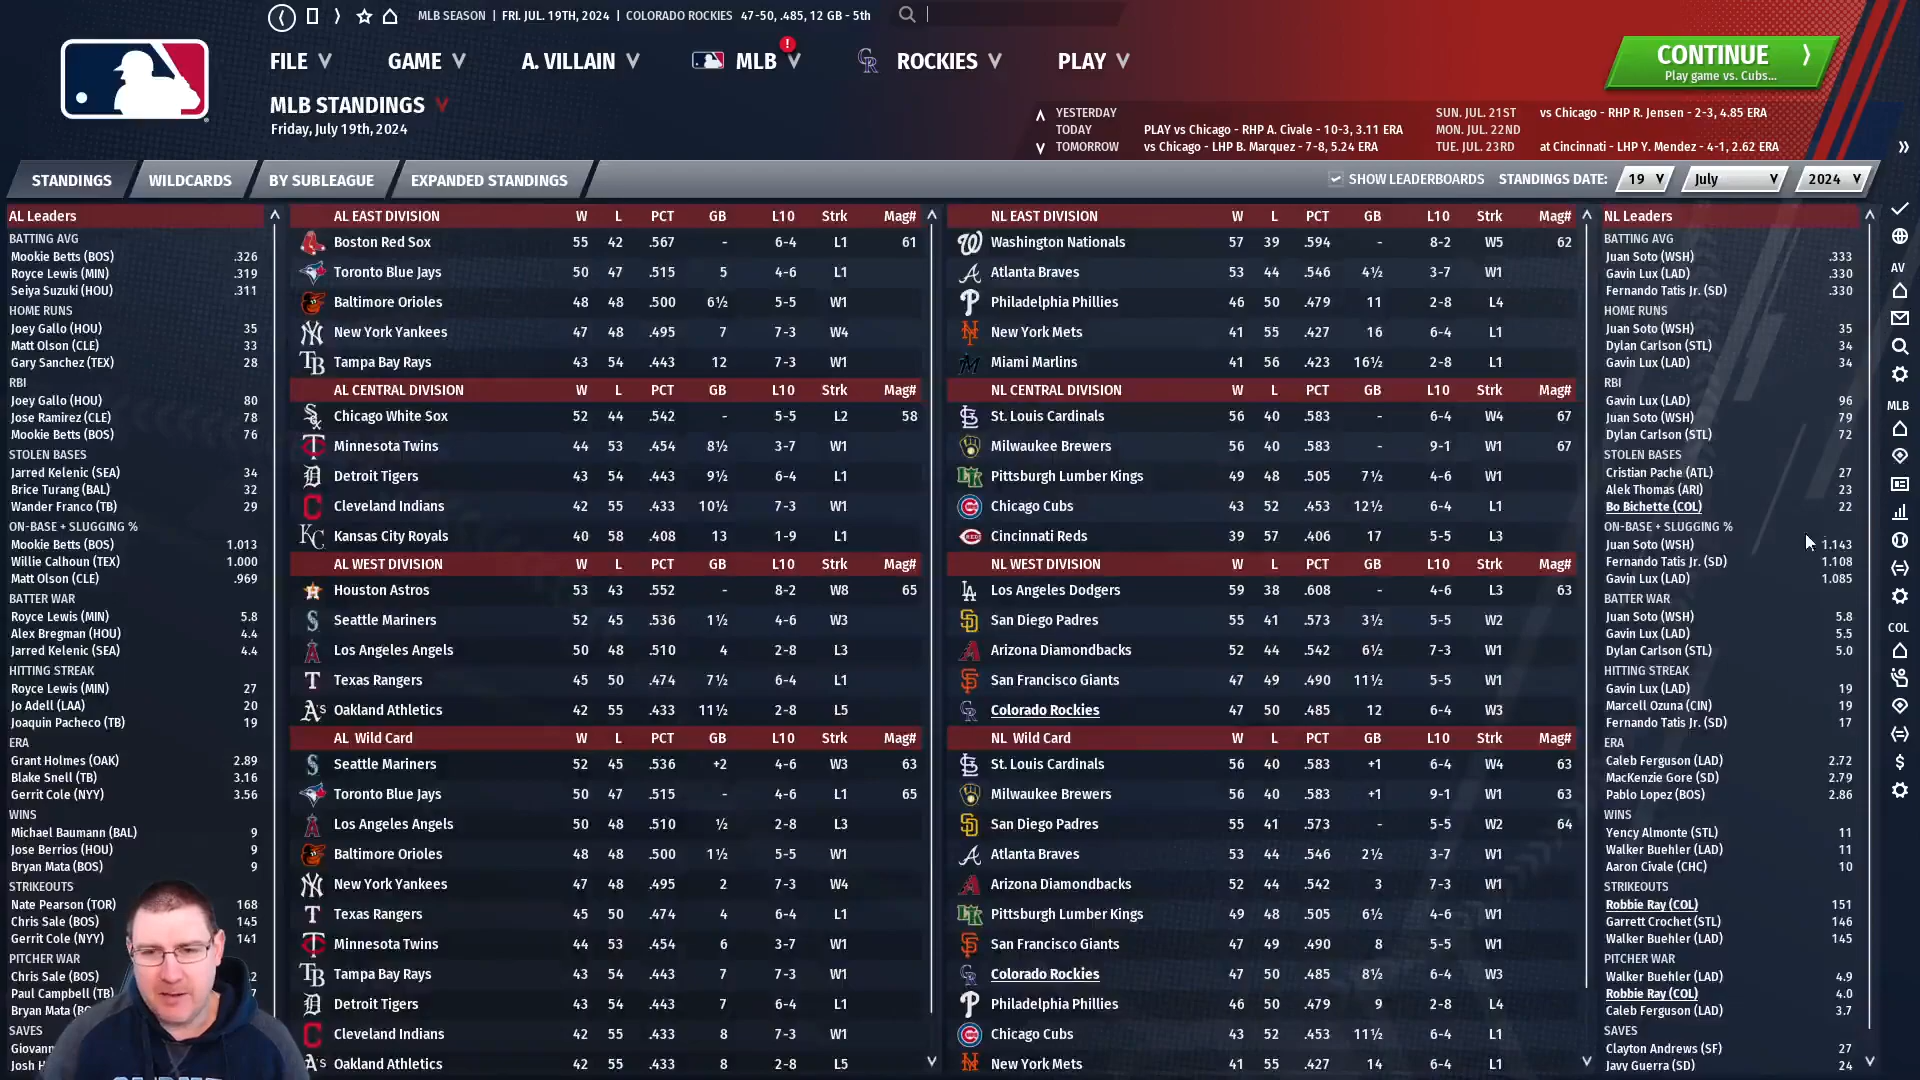 MLB SEASON | FRI. JUL. 19TH, 2024 | COLORADO ROCKIES 47-50, .485, 12 GB - 5th
FILE GAME A. VILLAIN MLB ! ROCKIES PLAY
CONTINUE
Play game vs. Cubs...
MLB STANDINGS
Friday, July 19th, 2024
YESTERDAY
TODAY PLAY vs Chicago - RHP A. Civale - 10-3, 3.11 ERA
TOMORROW vs Chicago - LHP B. Marquez - 7-8, 5.24 ERA
SUN. JUL. 21ST vs Chicago - RHP R. Jensen - 2-3, 4.85 ERA
MON. JUL. 22ND
TUE. JUL. 23RD at Cincinnati - LHP Y. Mendez - 4-1, 2.62 ERA
STANDINGS WILDCARDS BY SUBLEAGUE EXPANDED STANDINGS
SHOW LEADERBOARDS STANDINGS DATE: 19 July 2024
AL Leaders
BATTING AVG
Mookie Betts (BOS) .326
Royce Lewis (MIN) .319
Seiya Suzuki (HOU) .311
HOME RUNS
Joey Gallo (HOU) 35
Matt Olson (CLE) 33
Gary Sanchez (TEX) 28
RBI
Joey Gallo (HOU) 80
Jose Ramirez (CLE) 78
Mookie Betts (BOS) 76
STOLEN BASES
Jarred Kelenic (SEA) 34
Brice Turang (BAL) 32
Wander Franco (TB) 29
ON-BASE + SLUGGING %
Mookie Betts (BOS) 1.013
Willie Calhoun (TEX) 1.000
Matt Olson (CLE) .969
BATTER WAR
Royce Lewis (MIN) 5.8
Alex Bregman (HOU) 4.4
Jarred Kelenic (SEA) 4.4
HITTING STREAK
Royce Lewis (MIN) 27
Jo Adell (LAA) 20
Joaquin Pacheco (TB) 19
ERA
Grant Holmes (OAK) 2.89
Blake Snell (TB) 3.16
Gerrit Cole (NYY) 3.56
WINS
Michael Baumann (BAL) 9
Jose Berrios (HOU) 9
Bryan Mata (BOS) 9
STRIKEOUTS
Nate Pearson (TOR) 168
Chris Sale (BOS) 145
Gerrit Cole (NYY) 141
PITCHER WAR
Chris Sale (BOS) .2
Paul Campbell (TB) 7
Bryan Mata (BO
SAVES
Giovann
Josh H
AL EAST DIVISION W L PCT GB L10 Strk Mag#
Boston Red Sox 55 42 .567 - 6-4 L1 61
Toronto Blue Jays 50 47 .515 5 4-6 L1
Baltimore Orioles 48 48 .500 6½ 5-5 W1
New York Yankees 47 48 .495 7 7-3 W4
Tampa Bay Rays 43 54 .443 12 7-3 W1
AL CENTRAL DIVISION W L PCT GB L10 Strk Mag#
Chicago White Sox 52 44 .542 - 5-5 L2 58
Minnesota Twins 44 53 .454 8½ 3-7 W1
Detroit Tigers 43 54 .443 9½ 6-4 L1
Cleveland Indians 42 55 .433 10½ 7-3 W1
Kansas City Royals 40 58 .408 13 1-9 L1
AL WEST DIVISION W L PCT GB L10 Strk Mag#
Houston Astros 53 43 .552 - 8-2 W8 65
Seattle Mariners 52 45 .536 1½ 4-6 W3
Los Angeles Angels 50 48 .510 4 2-8 L3
Texas Rangers 45 50 .474 7½ 6-4 L1
Oakland Athletics 42 55 .433 11½ 2-8 L5
AL Wild Card W L PCT GB L10 Strk Mag#
Seattle Mariners 52 45 .536 +2 4-6 W3 63
Toronto Blue Jays 50 47 .515 - 4-6 L1 65
Los Angeles Angels 50 48 .510 ½ 2-8 L3
Baltimore Orioles 48 48 .500 1½ 5-5 W1
New York Yankees 47 48 .495 2 7-3 W4
Texas Rangers 45 50 .474 4 6-4 L1
Minnesota Twins 44 53 .454 6 3-7 W1
Tampa Bay Rays 43 54 .443 7 7-3 W1
Detroit Tigers 43 54 .443 7 6-4 L1
Cleveland Indians 42 55 .433 8 7-3 W1
Oakland Athletics 42 55 .433 8 2-8 L5
NL EAST DIVISION W L PCT GB L10 Strk Mag#
Washington Nationals 57 39 .594 - 8-2 W5 62
Atlanta Braves 53 44 .546 4½ 3-7 W1
Philadelphia Phillies 46 50 .479 11 2-8 L4
New York Mets 41 55 .427 16 6-4 L1
Miami Marlins 41 56 .423 16½ 2-8 L1
NL CENTRAL DIVISION W L PCT GB L10 Strk Mag#
St. Louis Cardinals 56 40 .583 - 6-4 W4 67
Milwaukee Brewers 56 40 .583 - 9-1 W1 67
Pittsburgh Lumber Kings 49 48 .505 7½ 4-6 W1
Chicago Cubs 43 52 .453 12½ 6-4 L1
Cincinnati Reds 39 57 .406 17 5-5 L3
NL WEST DIVISION W L PCT GB L10 Strk Mag#
Los Angeles Dodgers 59 38 .608 - 4-6 L3 63
San Diego Padres 55 41 .573 3½ 5-5 W2
Arizona Diamondbacks 52 44 .542 6½ 7-3 W1
San Francisco Giants 47 49 .490 11½ 5-5 W1
Colorado Rockies 47 50 .485 12 6-4 W3
NL Wild Card W L PCT GB L10 Strk Mag#
St. Louis Cardinals 56 40 .583 +1 6-4 W4 63
Milwaukee Brewers 56 40 .583 +1 9-1 W1 63
San Diego Padres 55 41 .573 - 5-5 W2 64
Atlanta Braves 53 44 .546 2½ 3-7 W1
Arizona Diamondbacks 52 44 .542 3 7-3 W1
Pittsburgh Lumber Kings 49 48 .505 6½ 4-6 W1
San Francisco Giants 47 49 .490 8 5-5 W1
Colorado Rockies 47 50 .485 8½ 6-4 W3
Philadelphia Phillies 46 50 .479 9 2-8 L4
Chicago Cubs 43 52 .453 11½ 6-4 L1
New York Mets 41 55 .427 14 6-4 L1
NL Leaders
BATTING AVG
Juan Soto (WSH) .333
Gavin Lux (LAD) .330
Fernando Tatis Jr. (SD) .330
HOME RUNS
Juan Soto (WSH) 35
Dylan Carlson (STL) 34
Gavin Lux (LAD) 34
RBI
Gavin Lux (LAD) 96
Juan Soto (WSH) 79
Dylan Carlson (STL) 72
STOLEN BASES
Cristian Pache (ATL) 27
Alek Thomas (ARI) 23
Bo Bichette (COL) 22
ON-BASE + SLUGGING %
Juan Soto (WSH) 1.143
Fernando Tatis Jr. (SD) 1.108
Gavin Lux (LAD) 1.085
BATTER WAR
Juan Soto (WSH) 5.8
Gavin Lux (LAD) 5.5
Dylan Carlson (STL) 5.0
HITTING STREAK
Gavin Lux (LAD) 19
Marcell Ozuna (CIN) 19
Fernando Tatis Jr. (SD) 17
ERA
Caleb Ferguson (LAD) 2.72
MacKenzie Gore (SD) 2.79
Pablo Lopez (BOS) 2.86
WINS
Yency Almonte (STL) 11
Walker Buehler (LAD) 11
Aaron Civale (CHC) 10
STRIKEOUTS
Robbie Ray (COL) 151
Garrett Crochet (STL) 146
Walker Buehler (LAD) 145
PITCHER WAR
Walker Buehler (LAD) 4.9
Robbie Ray (COL) 4.0
Caleb Ferguson (LAD) 3.7
SAVES
Clayton Andrews (SF) 27
Javy Guerra (SD) 24
AV
MLB
COL
$